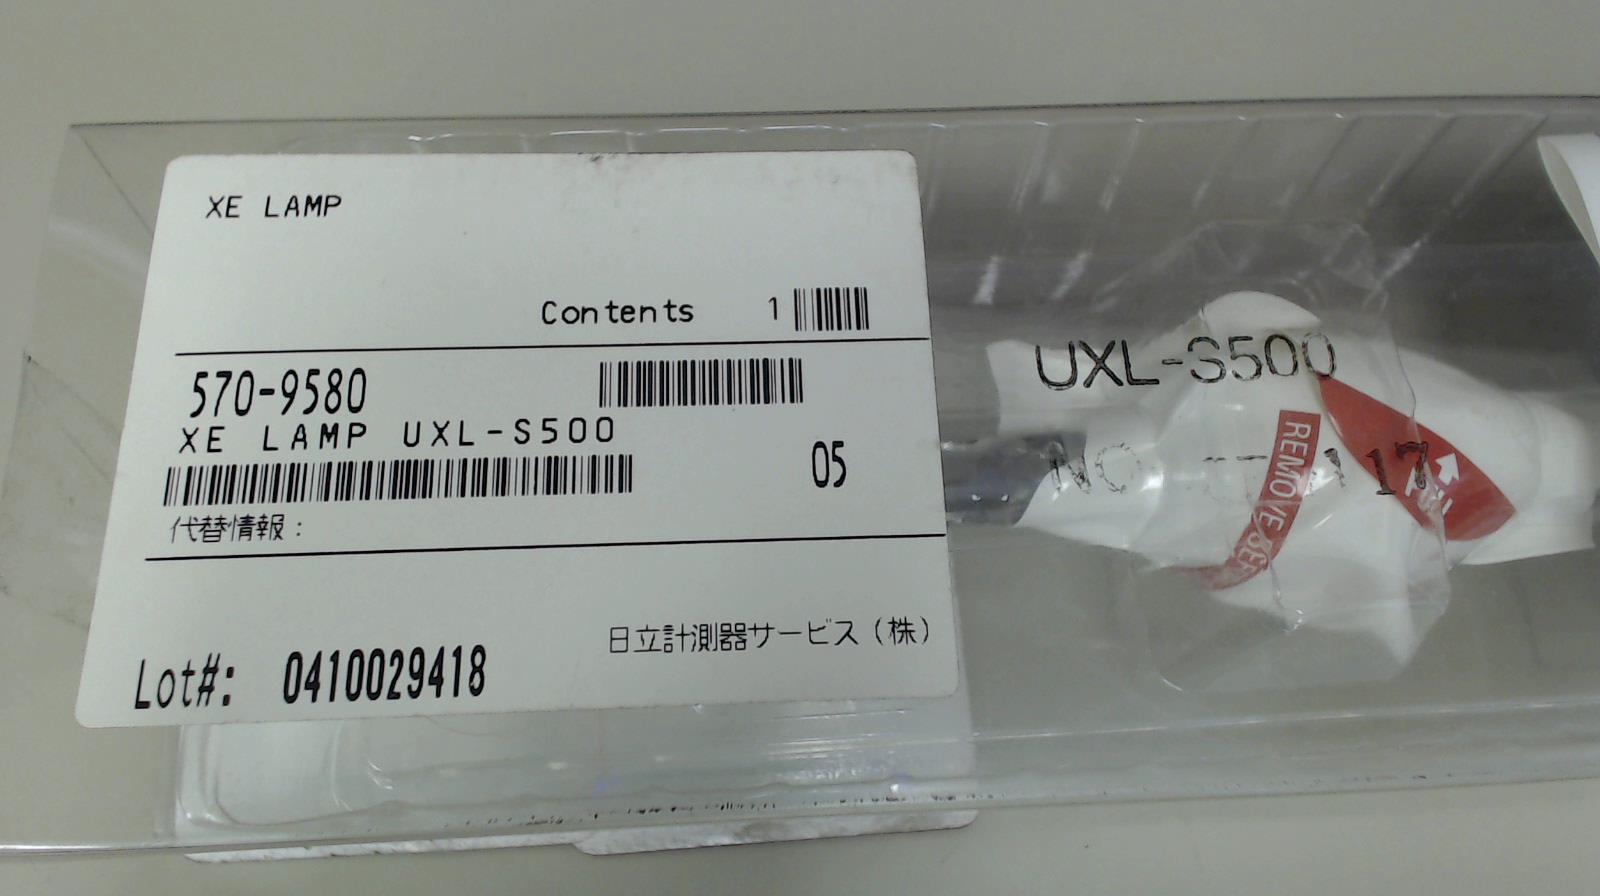 XE LAMP
Contents 1
570-9580
XE LAMP UXL-S500
05
代替情報:
日立計測器サービス(株)
Lot#: 0410029418
UXL-S500
NO
17
REMOVE